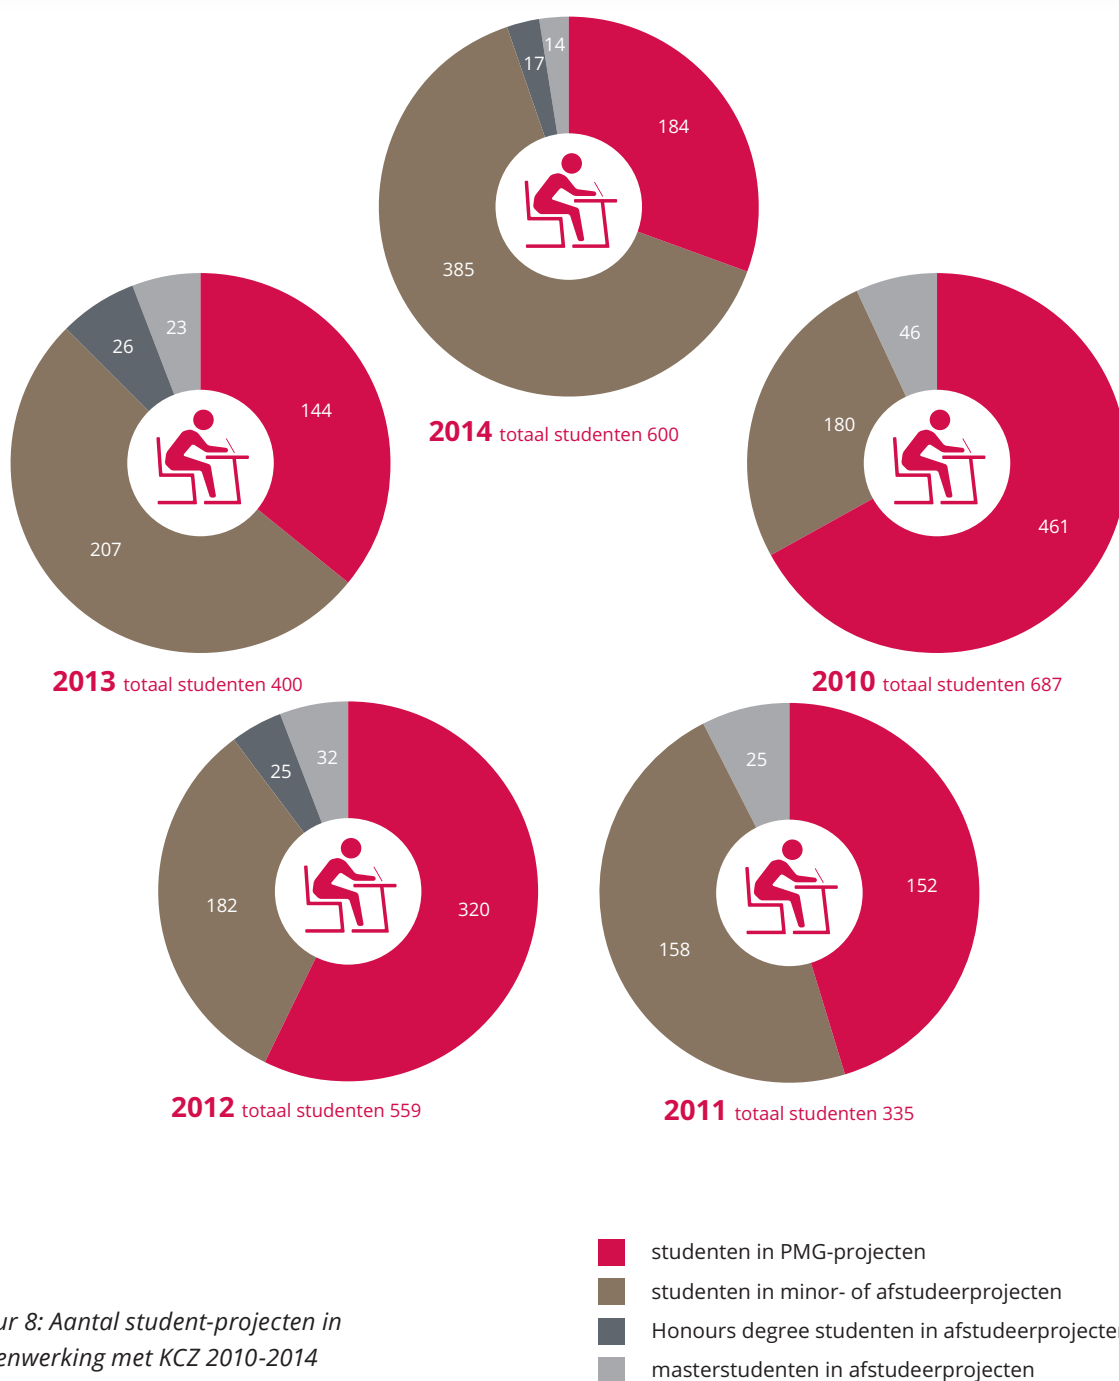 14
17
184
385
2014 totaal studenten 600
23
26
144
207
2013 totaal studenten 400
46
180
461
2010 totaal studenten 687
32
25
182
320
2012 totaal studenten 559
25
152
158
2011 totaal studenten 335
studenten in PMG-projecten
studenten in minor- of afstudeerprojecten
Honours degree studenten in
masterstudenten in afstudeerprojecten
8: Aantal student-projecten in
met KCZ 2010-2014